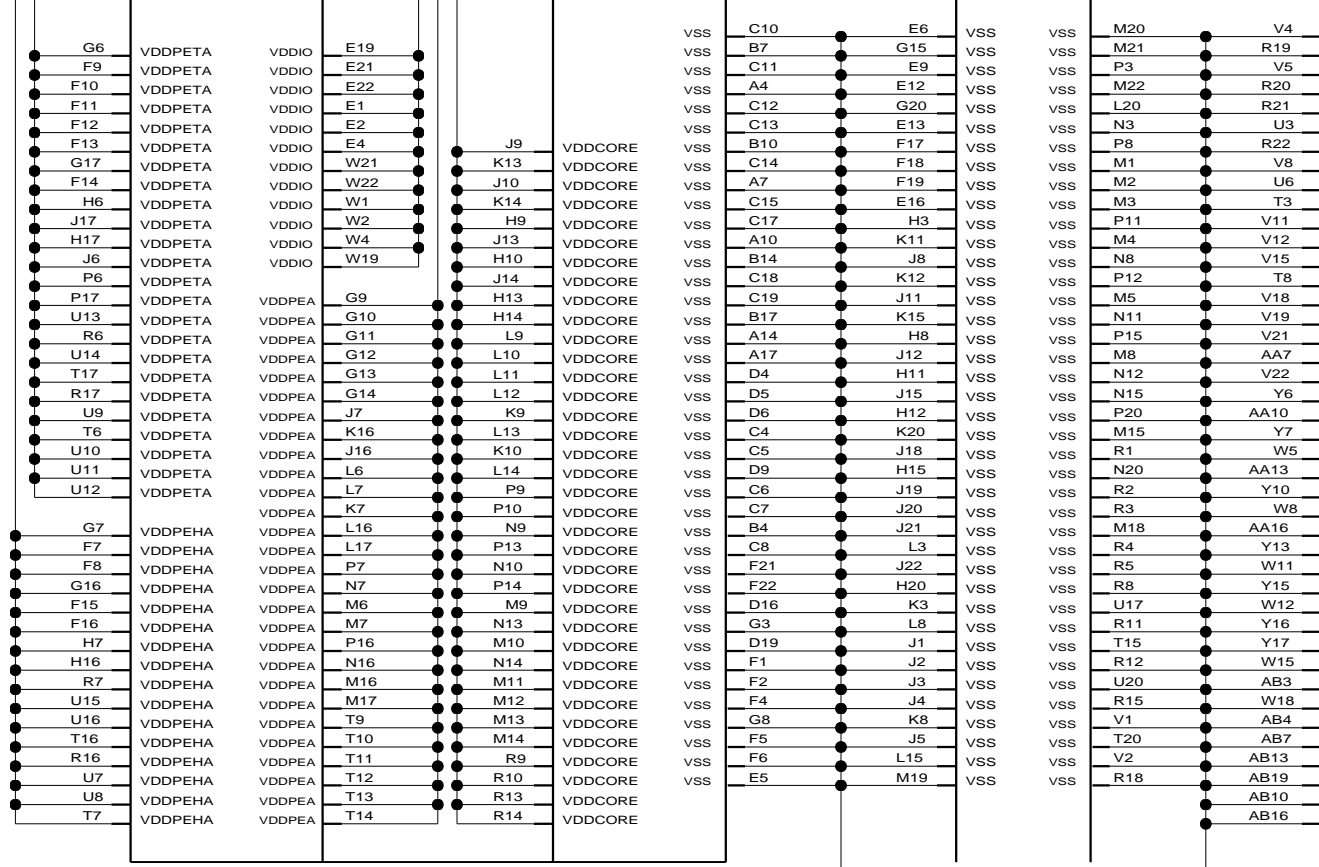 G6 VDDPETA
F9 VDDPETA
F10 VDDPETA
F11 VDDPETA
F12 VDDPETA
F13 VDDPETA
G17 VDDPETA
F14 VDDPETA
H6 VDDPETA
J17 VDDPETA
H17 VDDPETA
J6 VDDPETA
P6 VDDPETA
P17 VDDPETA
U13 VDDPETA
R6 VDDPETA
U14 VDDPETA
T17 VDDPETA
R17 VDDPETA
U9 VDDPETA
T6 VDDPETA
U10 VDDPETA
U11 VDDPETA
U12 VDDPETA
G7 VDDPEHA
F7 VDDPEHA
F8 VDDPEHA
G16 VDDPEHA
F15 VDDPEHA
F16 VDDPEHA
H7 VDDPEHA
H16 VDDPEHA
R7 VDDPEHA
U15 VDDPEHA
U16 VDDPEHA
T16 VDDPEHA
R16 VDDPEHA
U7 VDDPEHA
U8 VDDPEHA
T7 VDDPEHA
VDDIO E19
VDDIO E21
VDDIO E22
VDDIO E1
VDDIO E2
VDDIO E4
VDDIO W21
VDDIO W22
VDDIO W1
VDDIO W2
VDDIO W4
VDDIO W19
VDDPEA G9
VDDPEA G10
VDDPEA G11
VDDPEA G12
VDDPEA G13
VDDPEA G14
VDDPEA J7
VDDPEA K16
VDDPEA J16
VDDPEA L6
VDDPEA L7
VDDPEA K7
VDDPEA L16
VDDPEA L17
VDDPEA P7
VDDPEA N7
VDDPEA M6
VDDPEA M7
VDDPEA P16
VDDPEA N16
VDDPEA M16
VDDPEA M17
VDDPEA T9
VDDPEA T10
VDDPEA T11
VDDPEA T12
VDDPEA T13
VDDPEA T14
J9 VDDCORE
K13 VDDCORE
J10 VDDCORE
K14 VDDCORE
H9 VDDCORE
J13 VDDCORE
H10 VDDCORE
J14 VDDCORE
H13 VDDCORE
H14 VDDCORE
L9 VDDCORE
L10 VDDCORE
L11 VDDCORE
L12 VDDCORE
K9 VDDCORE
L13 VDDCORE
K10 VDDCORE
L14 VDDCORE
P9 VDDCORE
P10 VDDCORE
N9 VDDCORE
P13 VDDCORE
N10 VDDCORE
P14 VDDCORE
M9 VDDCORE
N13 VDDCORE
M10 VDDCORE
N14 VDDCORE
M11 VDDCORE
M12 VDDCORE
M13 VDDCORE
M14 VDDCORE
R9 VDDCORE
R10 VDDCORE
R13 VDDCORE
R14 VDDCORE
VSS C10 E6 VSS
VSS B7 G15 VSS
VSS C11 E9 VSS
VSS A4 E12 VSS
VSS C12 G20 VSS
VSS C13 E13 VSS
VSS B10 F17 VSS
VSS C14 F18 VSS
VSS A7 F19 VSS
VSS C15 E16 VSS
VSS C17 H3 VSS
VSS A10 K11 VSS
VSS B14 J8 VSS
VSS C18 K12 VSS
VSS C19 J11 VSS
VSS B17 K15 VSS
VSS A14 H8 VSS
VSS A17 J12 VSS
VSS D4 H11 VSS
VSS D5 J15 VSS
VSS D6 H12 VSS
VSS C4 K20 VSS
VSS C5 J18 VSS
VSS D9 H15 VSS
VSS C6 J19 VSS
VSS C7 J20 VSS
VSS B4 J21 VSS
VSS C8 L3 VSS
VSS F21 J22 VSS
VSS F22 H20 VSS
VSS D16 K3 VSS
VSS G3 L8 VSS
VSS D19 J1 VSS
VSS F1 J2 VSS
VSS F2 J3 VSS
VSS F4 J4 VSS
VSS G8 K8 VSS
VSS F5 J5 VSS
VSS F6 L15 VSS
VSS E5 M19 VSS
VSS M20 V4
VSS M21 R19
VSS P3 V5
VSS M22 R20
VSS L20 R21
VSS N3 U3
VSS P8 R22
VSS M1 V8
VSS M2 U6
VSS M3 T3
VSS P11 V11
VSS M4 V12
VSS N8 V15
VSS P12 T8
VSS M5 V18
VSS N11 V19
VSS P15 V21
VSS M8 AA7
VSS N12 V22
VSS N15 Y6
VSS P20 AA10
VSS M15 Y7
VSS R1 W5
VSS N20 AA13
VSS R2 Y10
VSS R3 W8
VSS M18 AA16
VSS R4 Y13
VSS R5 W11
VSS R8 Y15
VSS U17 W12
VSS R11 Y16
VSS T15 Y17
VSS R12 W15
VSS U20 AB3
VSS R15 W18
VSS V1 AB4
VSS T20 AB7
VSS V2 AB13
VSS R18 AB19
AB10
AB16